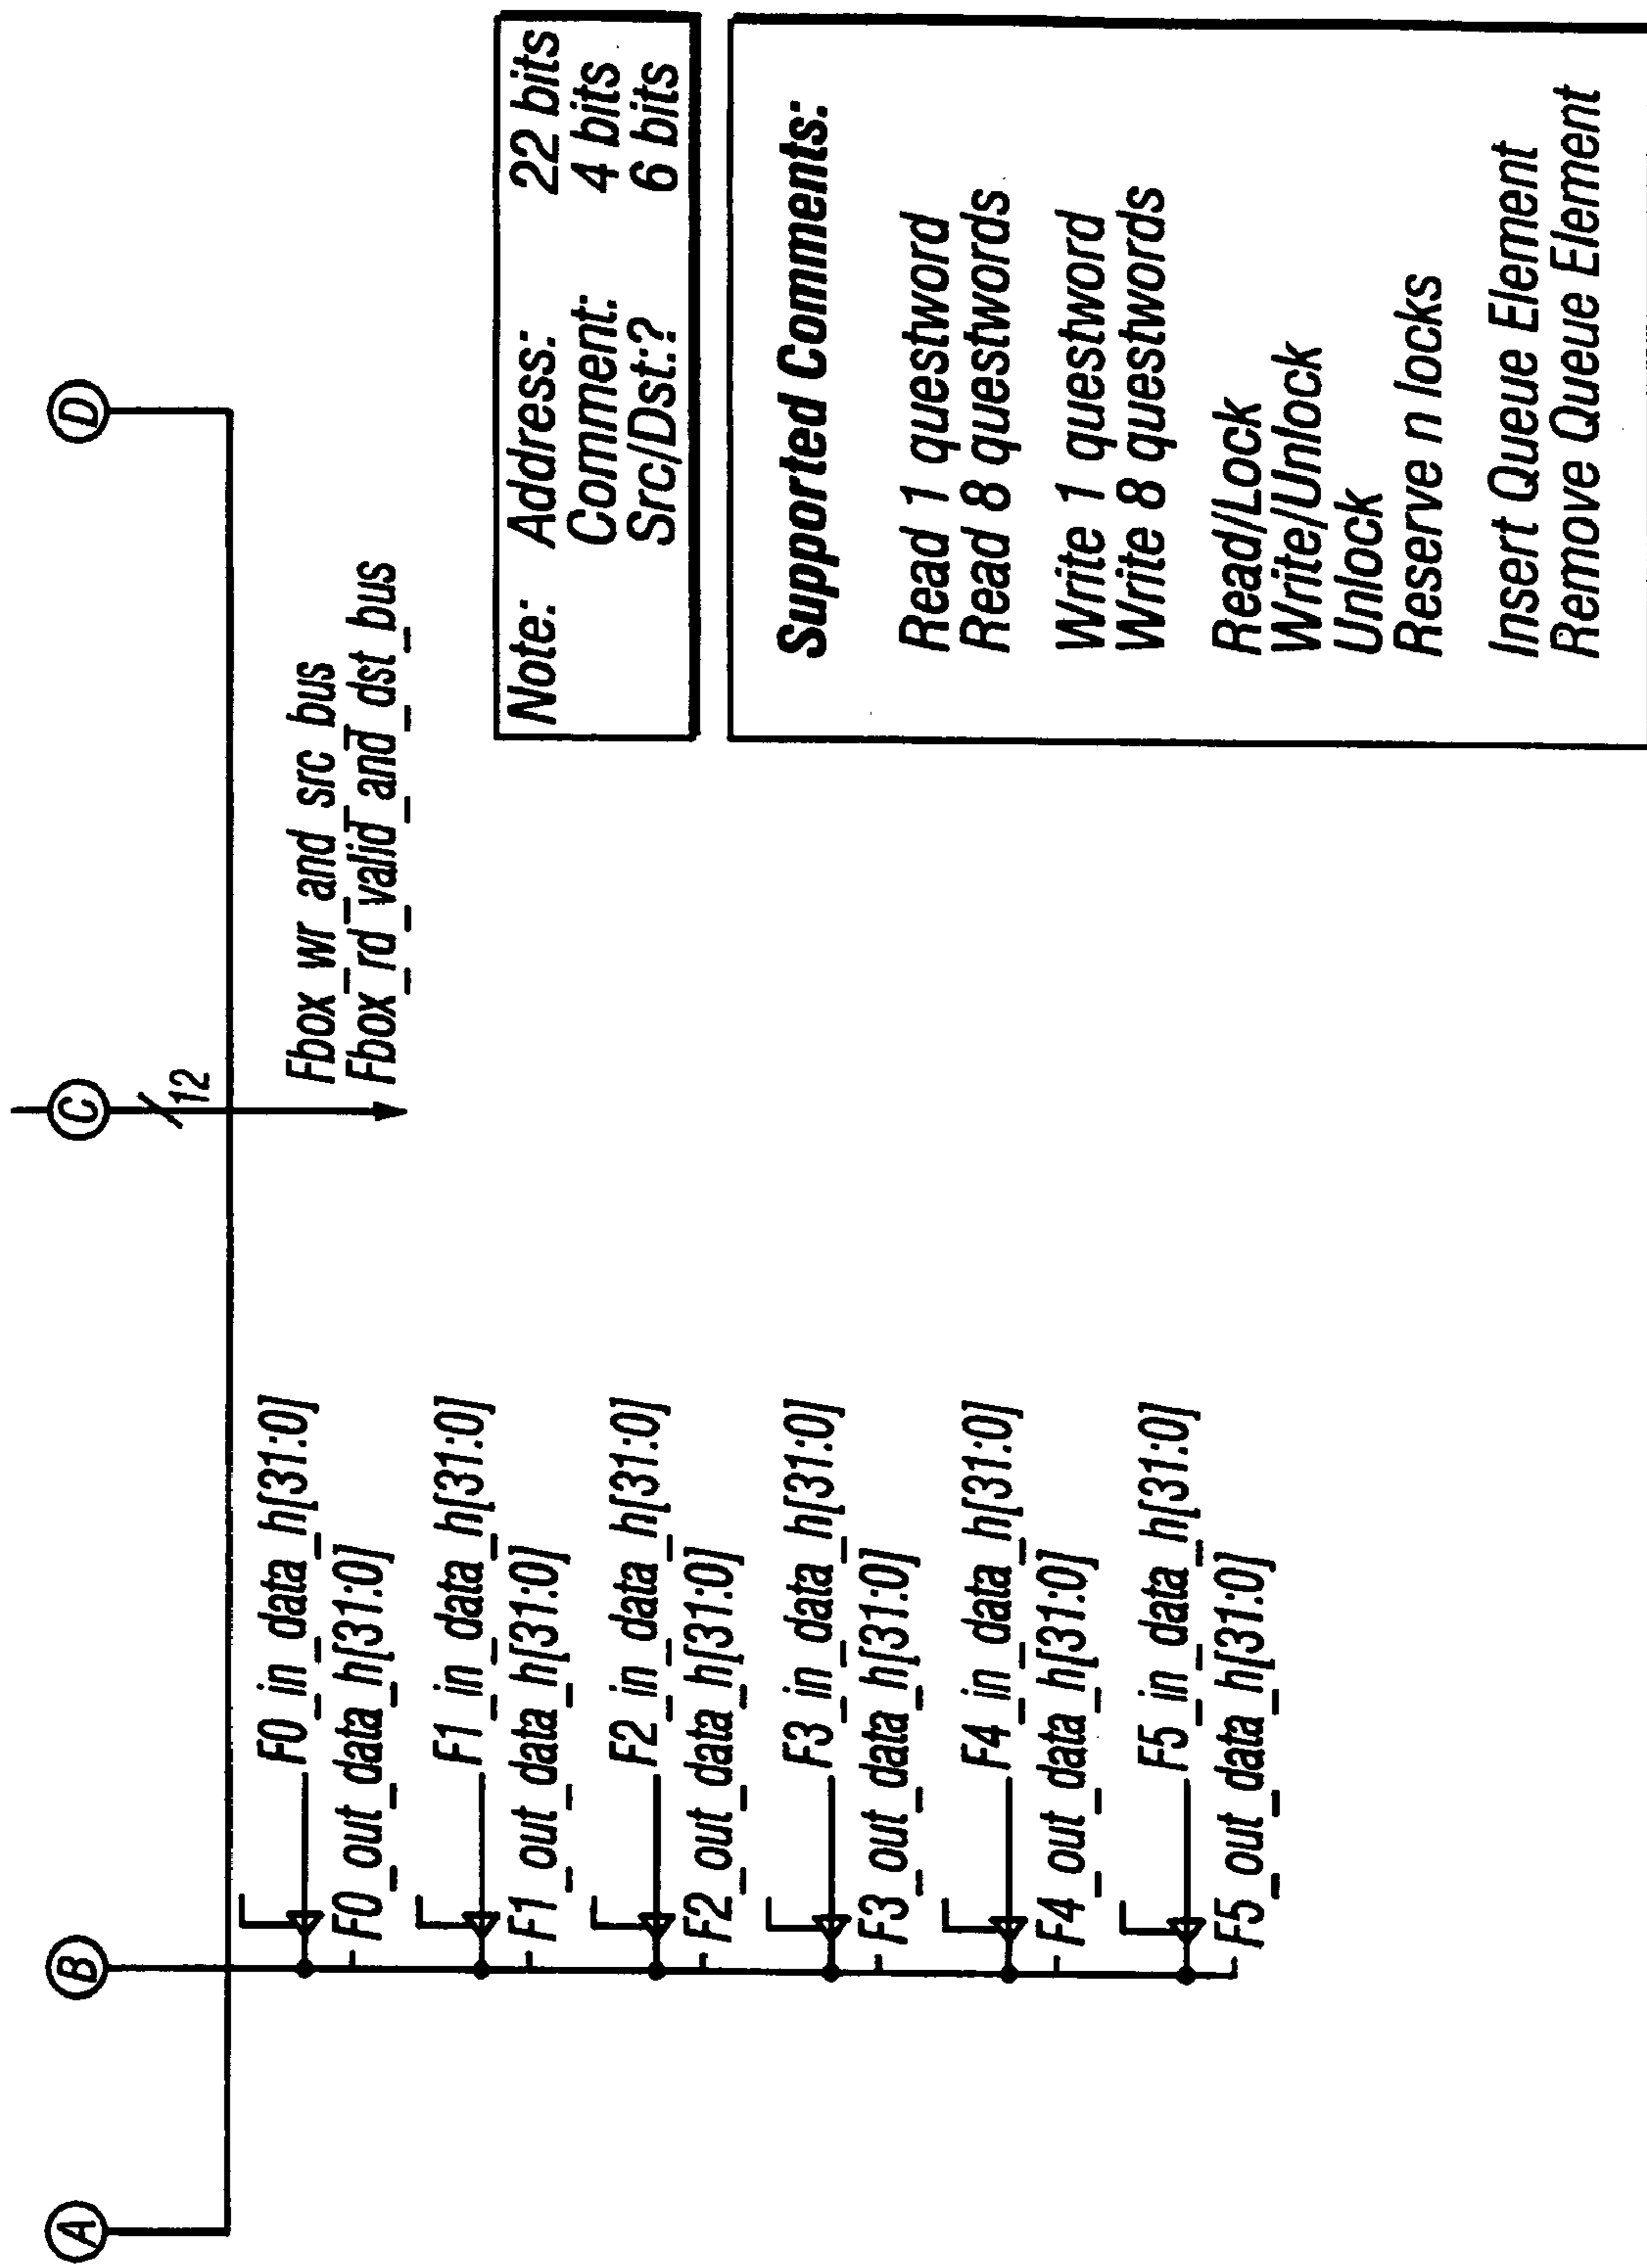 A
B
C
D
12
Fbox_wr_and_src_bus
Fbox_rd_valid_and_dst_bus
F0_in_data_h[31:0]
F0_out_data_h[31:0]
F1_in_data_h[31:0]
F1_out_data_h[31:0]
F2_in_data_h[31:0]
F2_out_data_h[31:0]
F3_in_data_h[31:0]
F3_out_data_h[31:0]
F4_in_data_h[31:0]
F4_out_data_h[31:0]
F5_in_data_h[31:0]
F5_out_data_h[31:0]
Note: Address: 22 bits
Comment: 4 bits
Src/Dst:? 6 bits
Supported Comments:
Read 1 questword
Read 8 questwords
Write 1 questword
Write 8 questwords
Read/Lock
Write/Unlock
Unlock
Reserve n locks
Insert Queue Element
Remove Queue Element